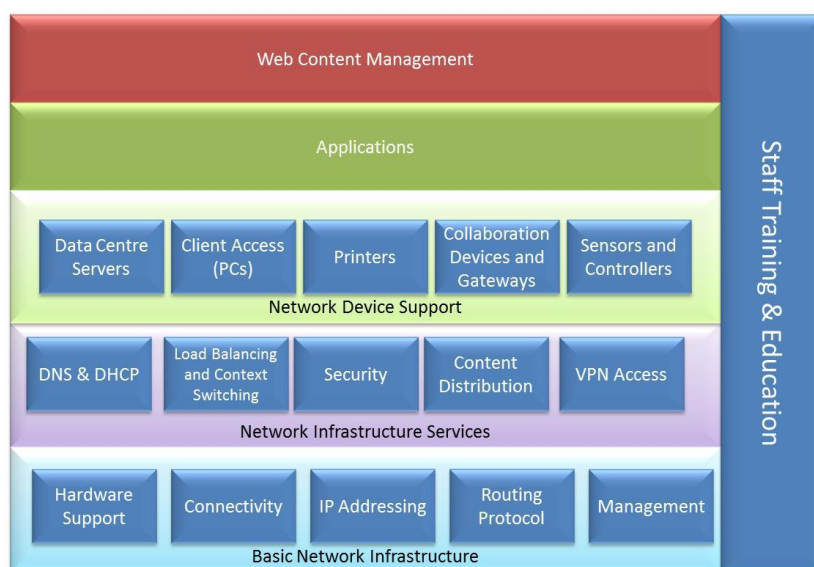 Web Content Management
Applications
Data Centre
Servers
Client Access
(PCs)
Printers
Collaboration
Devices and
Gateways
Sensors and
Controllers
Network Device Support
DNS & DHCP
Load Balancing
and Context
Switching
Security
Content
Distribution
VPN Access
Network Infrastructure Services
Hardware
Support
Connectivity
IP Addressing
Routing
Protocol
Management
Basic Network Infrastructure
Staff Training & Education